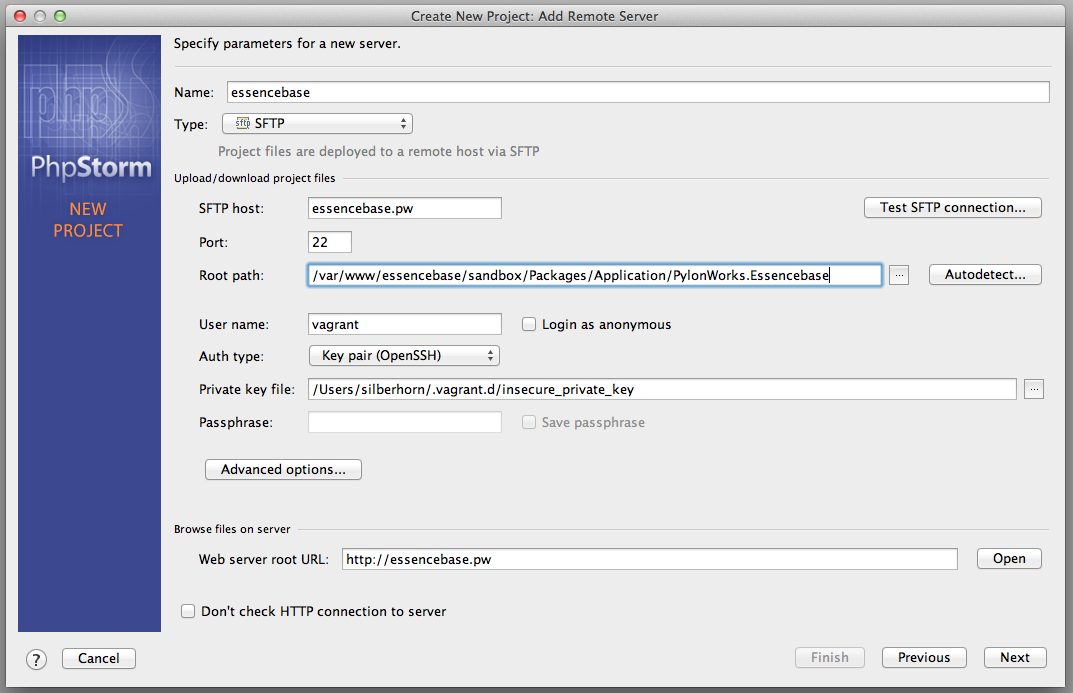 Create New Project: Add Remote Server
Specify parameters for a new server.
php
PhpStorm
NEW
PROJECT
Name: essencebase
Type: sftp SFTP
Project files are deployed to a remote host via SFTP
Upload/download project files
SFTP host: essencebase.pw Test SFTP connection...
Port: 22
Root path: /var/www/essencebase/sandbox/Packages/Application/PylonWorks.Essencebase ... Autodetect...
User name: vagrant Login as anonymous
Auth type: Key pair (OpenSSH)
Private key file: /Users/silberhorn/.vagrant.d/insecure_private_key ...
Passphrase: Save passphrase
Advanced options...
Browse files on server
Web server root URL: http://essencebase.pw Open
Don't check HTTP connection to server
? Cancel Finish Previous Next